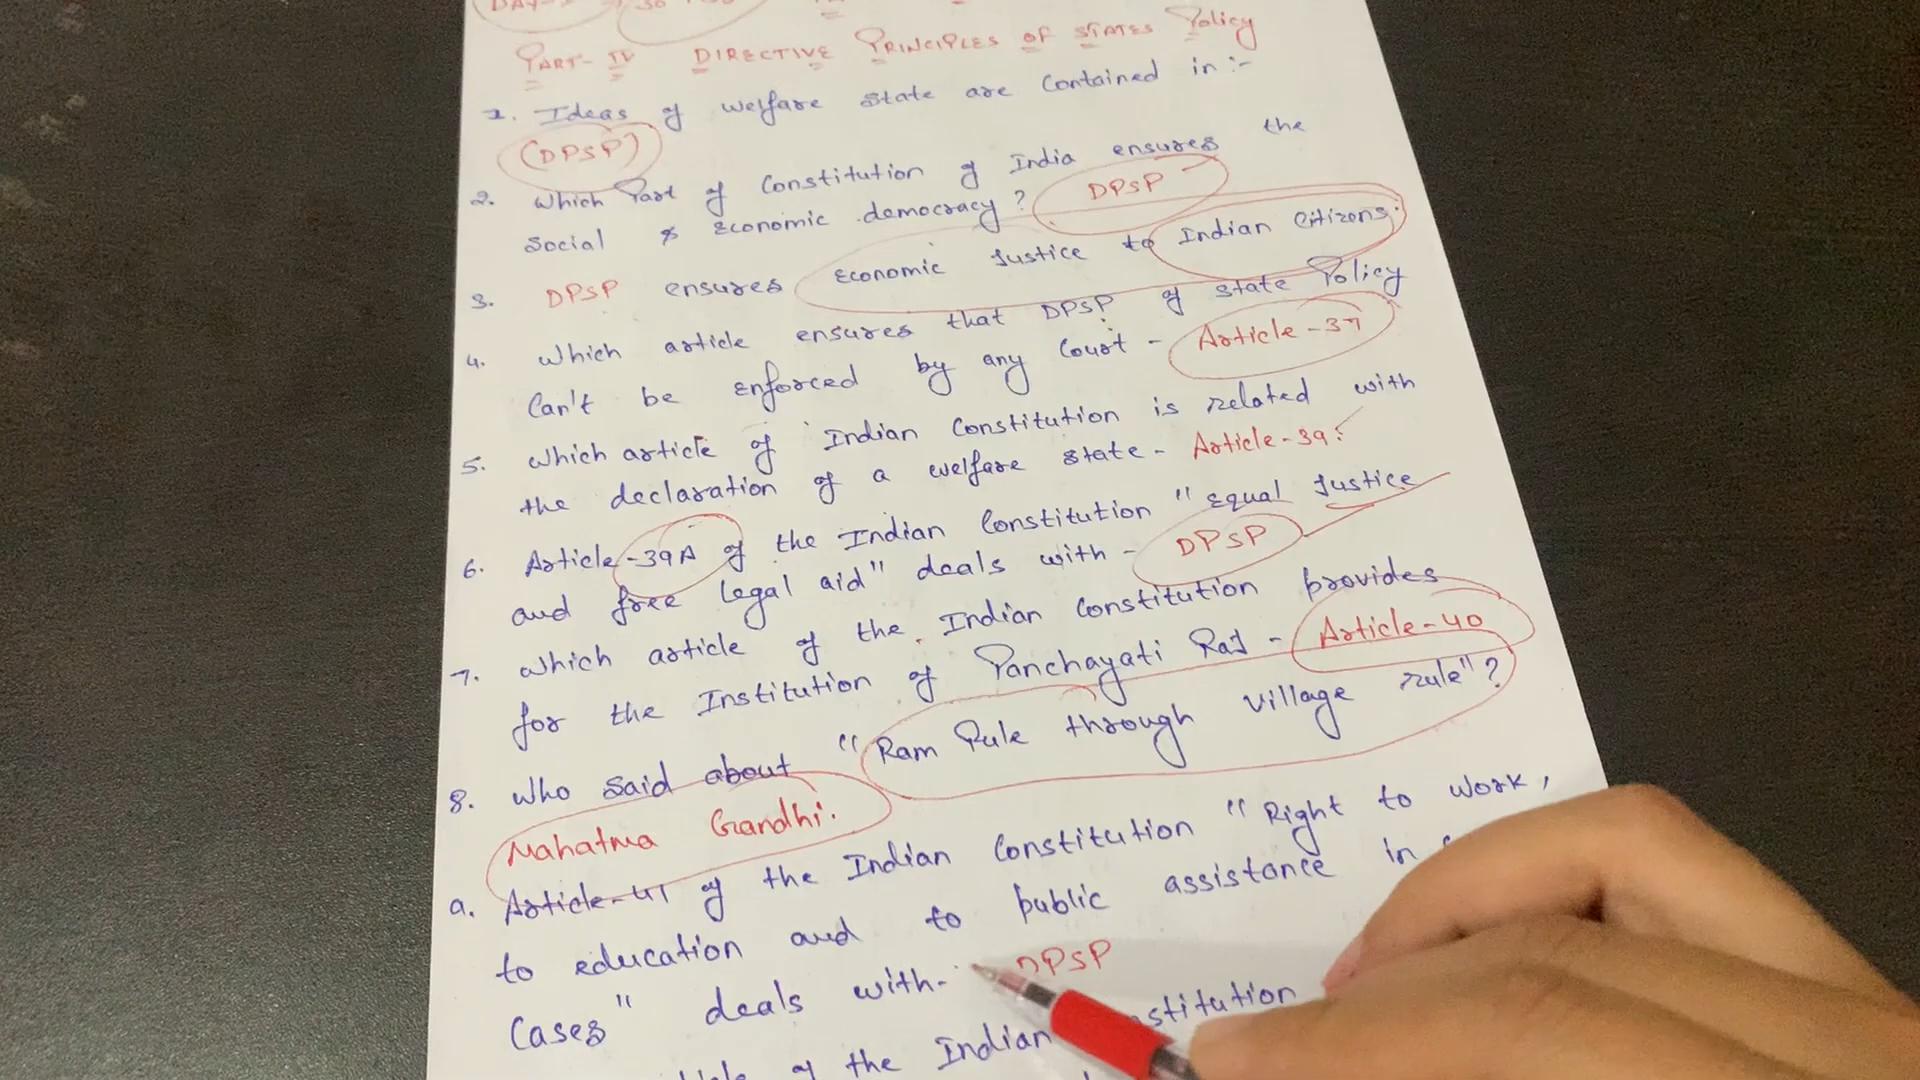 PART-IV DIRECTIVE PRINCIPLES OF STATES Policy
1. Ideas of welfare state are contained in :-
(DPSP)
2. which Part of Constitution of India ensures the
Social & Economic democracy? DPSP
3. DPSP ensures economic Justice to Indian Citizens.
4. which article ensures that DPSP of state Policy
Can't be enforced by any Court - Article-37
5. which article of Indian Constitution is related with
the declaration of a welfare state - Article-39
6. Article-39A of the Indian Constitution "Equal Justice
and free legal aid" deals with - DPSP
7. which article of the Indian Constitution provides
for the Institution of Panchayati Raj - Article-40
8. who said about "Ram Rule through village rule"?
Mahatma Gandhi.
9. Article-41 of the Indian Constitution "Right to work,
to education and to public assistance in
Cases" deals with- DPSP
of the Indian